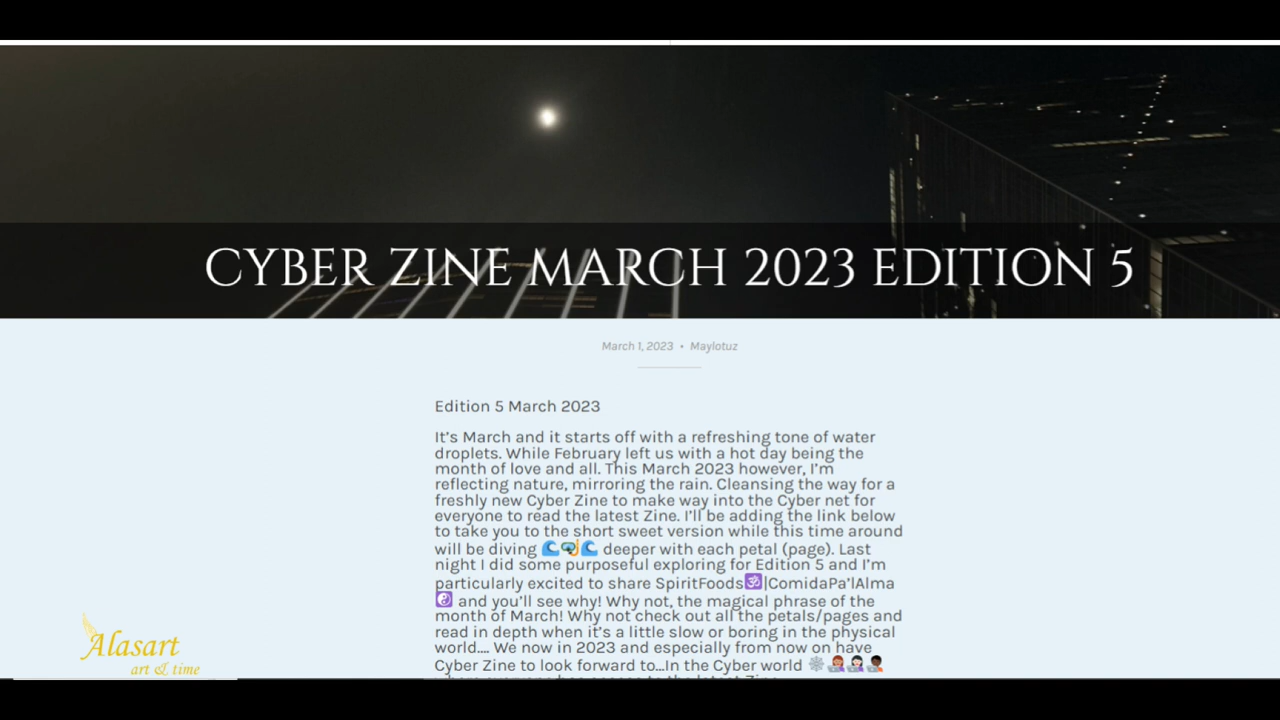 CYBER ZINE MARCH 2023 EDITION 5
March 1, 2023 • Maylotuz
Edition 5 March 2023
It’s March and it starts off with a refreshing tone of water
droplets. While February left us with a hot day being the
month of love and all. This March 2023 however, I’m
reflecting nature, mirroring the rain. Cleansing the way for a
freshly new Cyber Zine to make way into the Cyber net for
everyone to read the latest Zine. I’ll be adding the link below
to take you to the short sweet version while this time around
will be diving 🌊🤿🌊 deeper with each petal (page). Last
night I did some purposeful exploring for Edition 5 and I’m
particularly excited to share SpiritFoods🕉|ComidaPa’lAlma
☯ and you’ll see why! Why not, the magical phrase of the
month of March! Why not check out all the petals/pages and
read in depth when it’s a little slow or boring in the physical
world.... We now in 2023 and especially from now on have
Cyber Zine to look forward to...In the Cyber world
Alasart
art & time